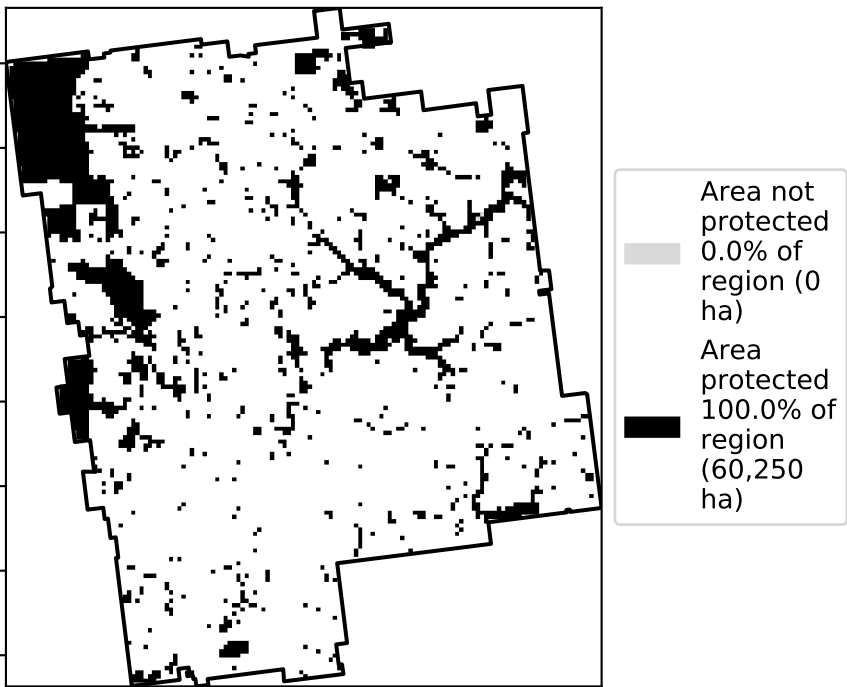 Area not
protected
0.0% of
region (0
ha)
Area
protected
100.0% of
region
(60,250
ha)